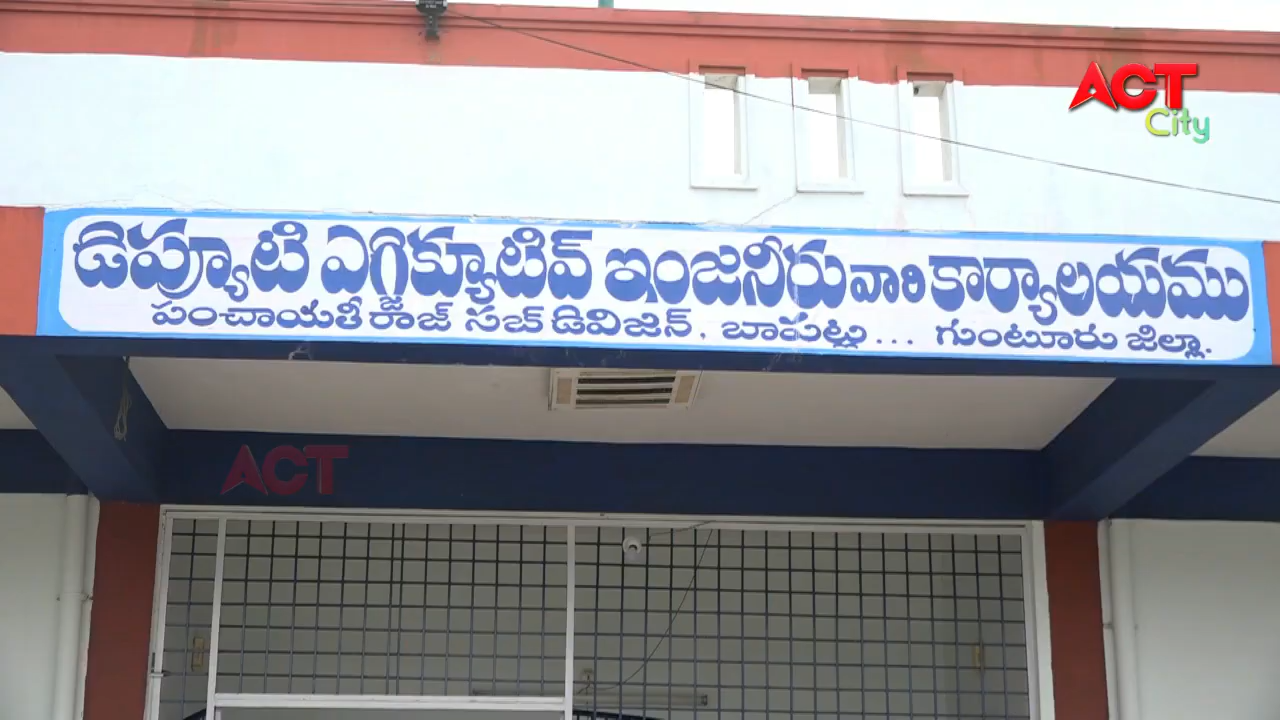 ACT
City
డిప్యూటి ఎగ్జిక్యూటివ్ ఇంజనీరు వారి కార్యాలయము
పంచాయతీ రాజ్ సబ్ డివిజన్, బాపట్ల... గుంటూరు జిల్లా.
ACT